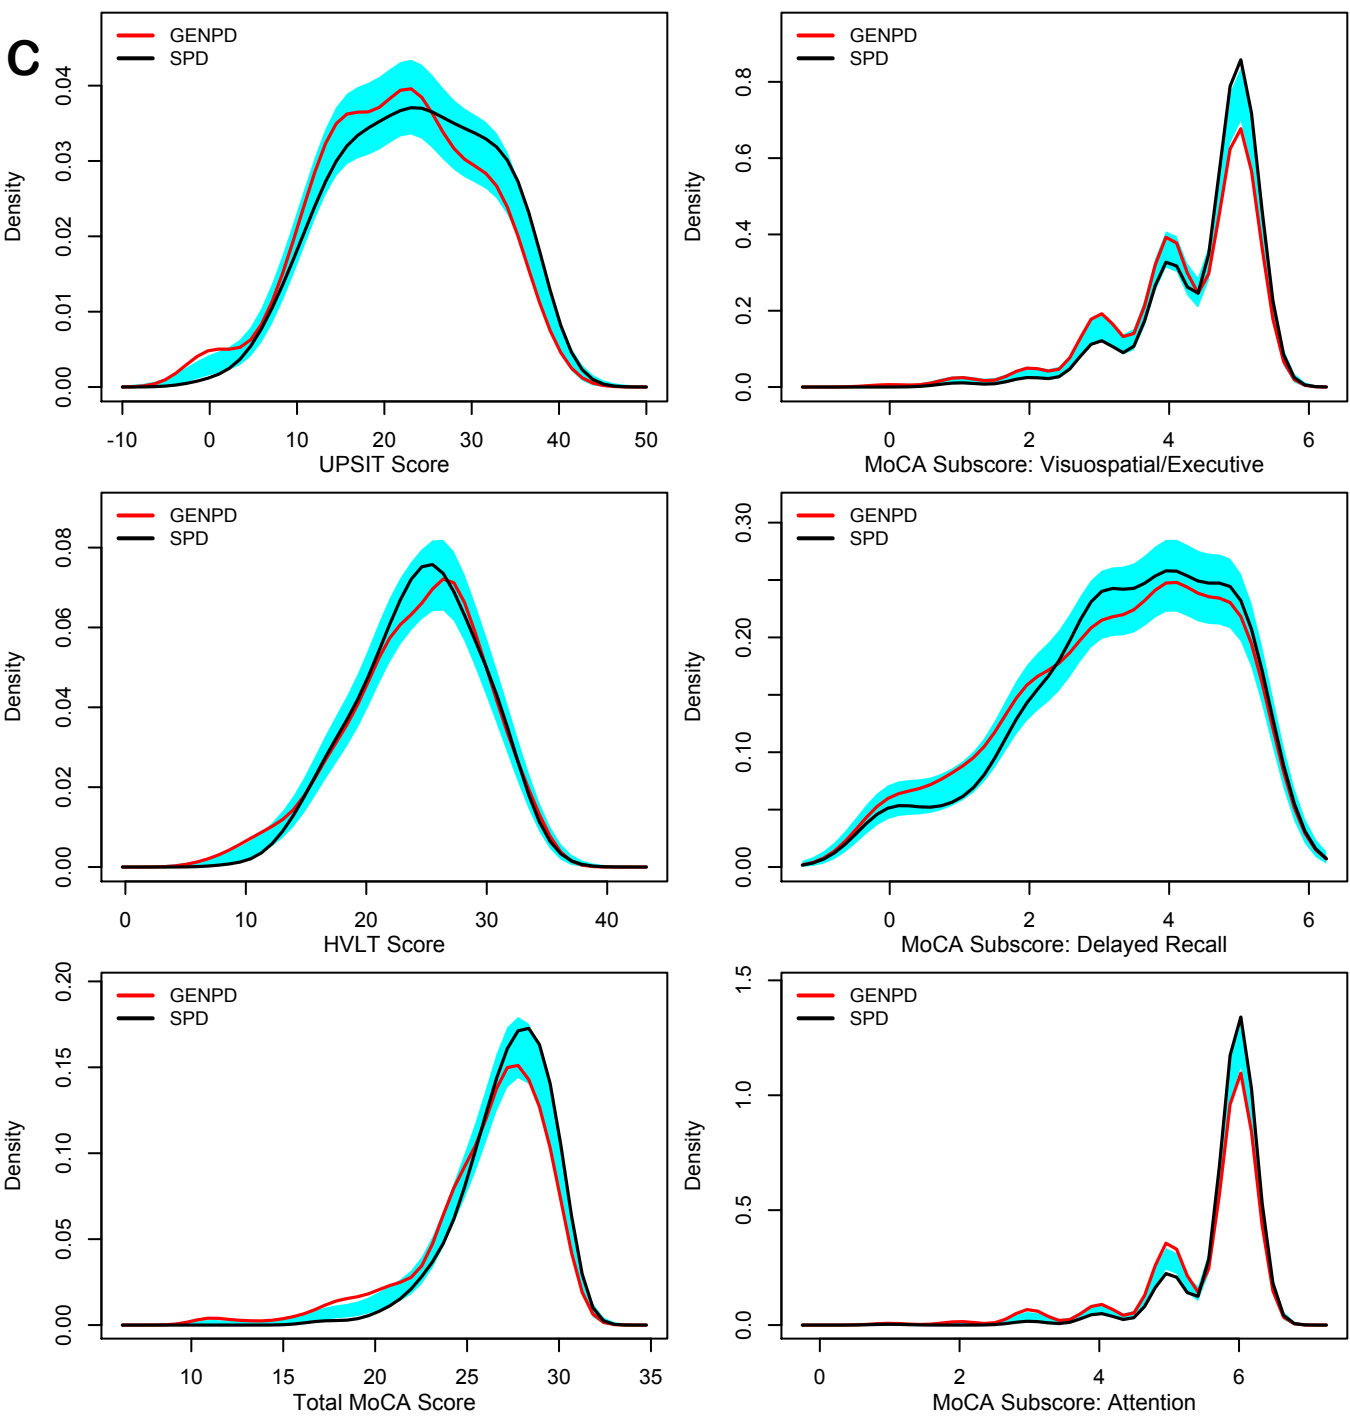 C
GENPD
SPD
Density
0.00
0.01
0.02
0.03
0.04
-10 0 10 20 30 40 50
UPSIT Score
GENPD
SPD
Density
0.0
0.2
0.4
0.6
0.8
0 2 4 6
MoCA Subscore: Visuospatial/Executive
GENPD
SPD
Density
0.00
0.02
0.04
0.06
0.08
0 10 20 30 40
HVLT Score
GENPD
SPD
Density
0.00
0.10
0.20
0.30
0 2 4 6
MoCA Subscore: Delayed Recall
GENPD
SPD
Density
0.00
0.05
0.10
0.15
0.20
10 15 20 25 30 35
Total MoCA Score
GENPD
SPD
Density
0.0
0.5
1.0
1.5
0 2 4 6
MoCA Subscore: Attention